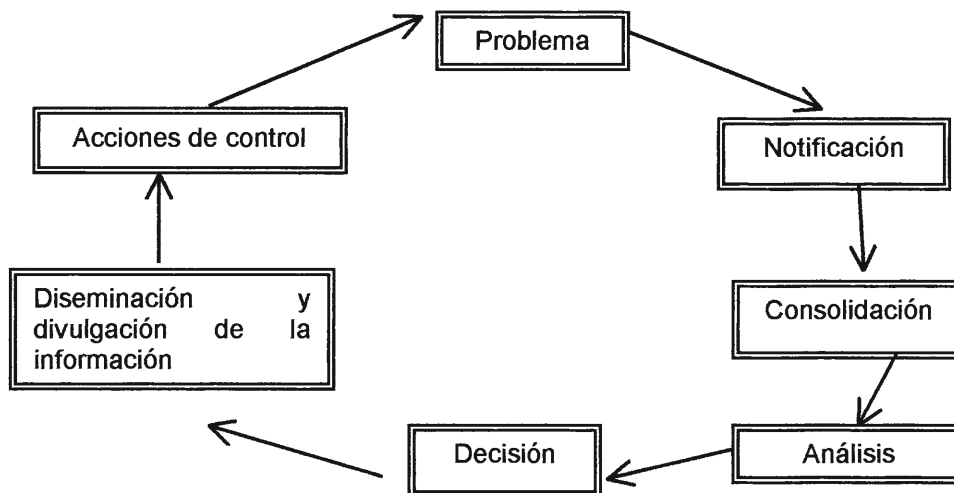 Problema
Acciones de control
Notificación
Diseminación y
divulgación de la
información
Consolidación
Decisión
Análisis